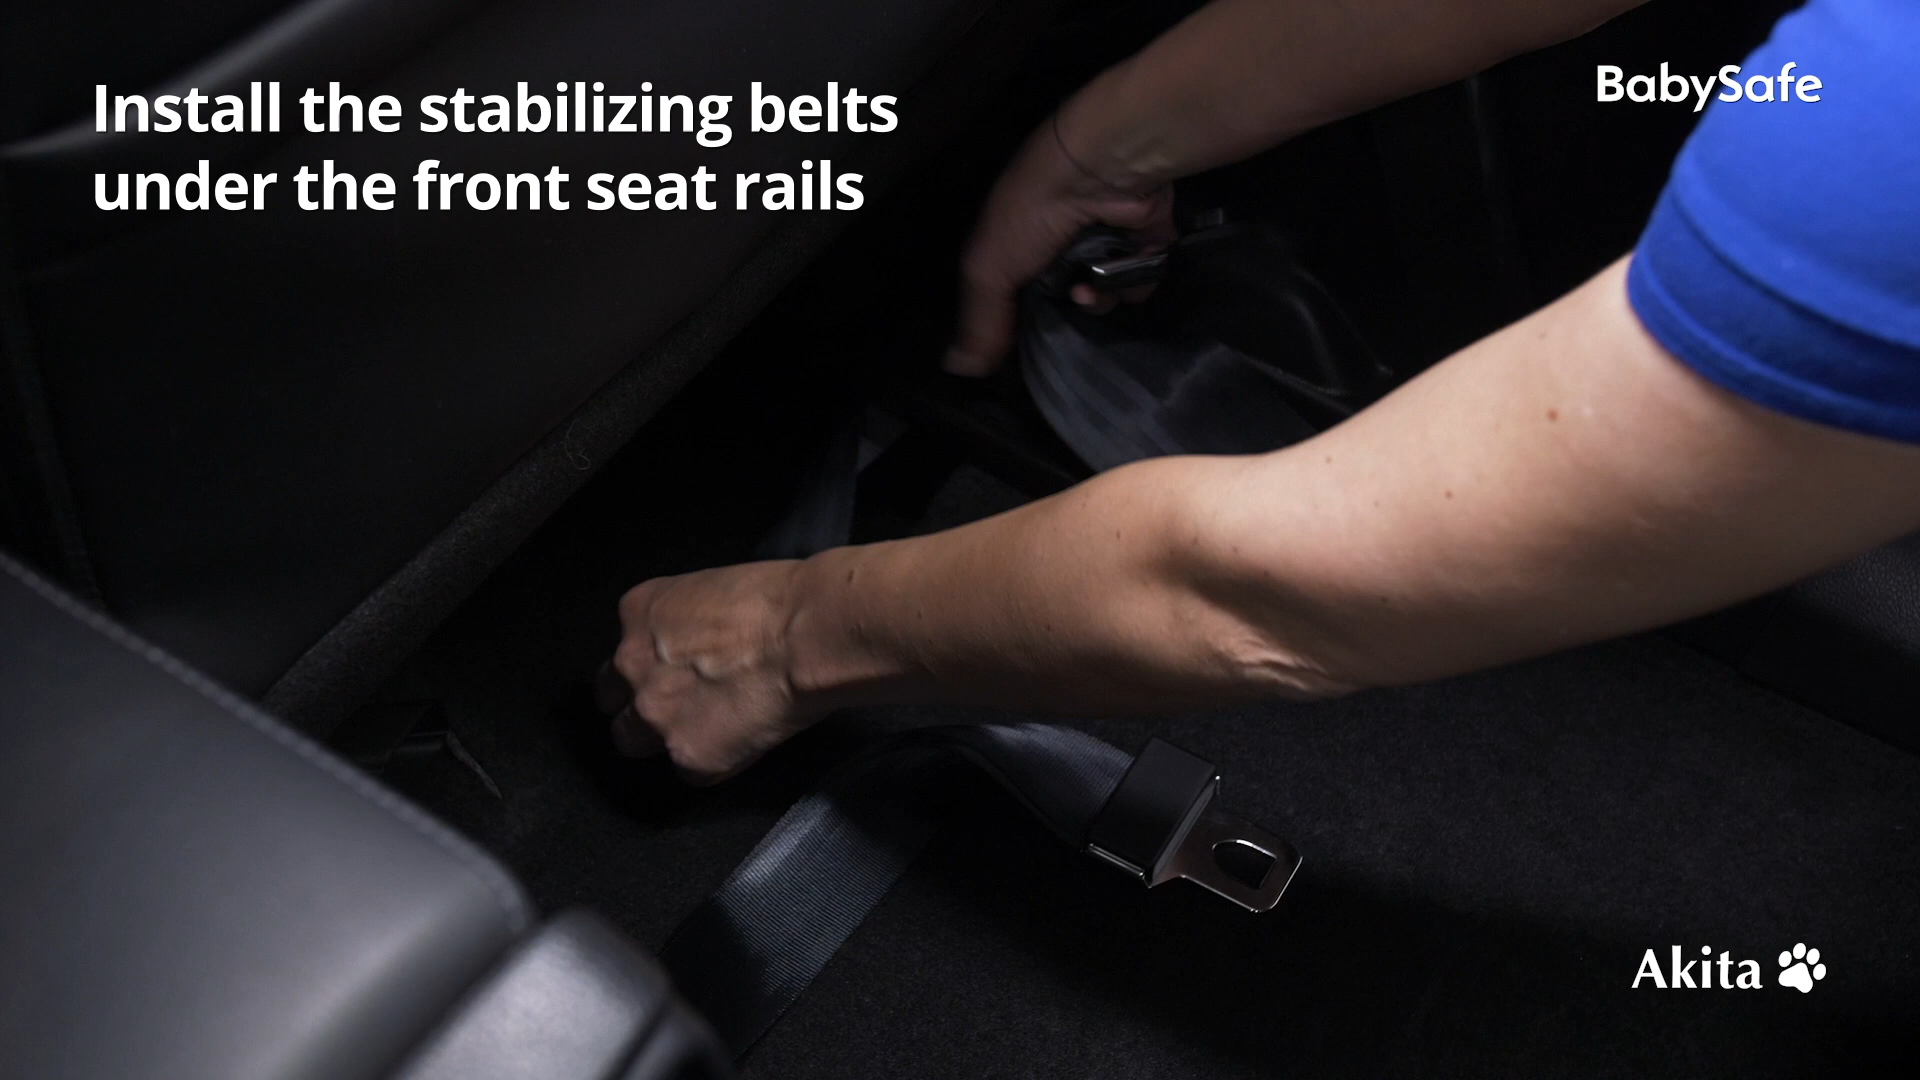 Install the stabilizing belts
under the front seat rails
BabySafe
Akita